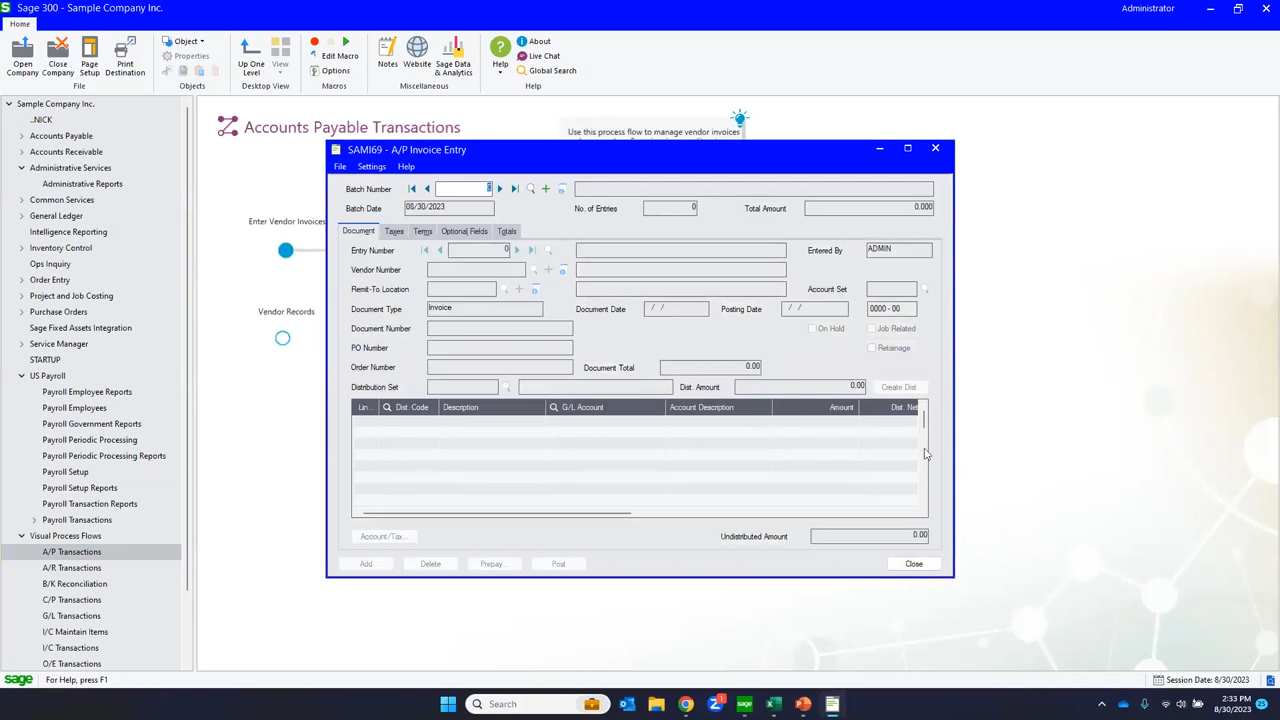 S Sage 300 - Sample Company Inc.
Administrator
Home
Open Company
Close Company
Page Setup
Print Destination
File
Object
Properties
Objects
Up One Level
View
Desktop View
Edit Macro
Options
Macros
Notes
Website
Sage Data & Analytics
Miscellaneous
Help
About
Live Chat
Global Search
Help
Sample Company Inc.
..NICK
Accounts Payable
Accounts Receivable
Administrative Services
Administrative Reports
Common Services
General Ledger
Intelligence Reporting
Inventory Control
Ops Inquiry
Order Entry
Project and Job Costing
Purchase Orders
Sage Fixed Assets Integration
Service Manager
STARTUP
US Payroll
Payroll Employee Reports
Payroll Employees
Payroll Government Reports
Payroll Periodic Processing
Payroll Periodic Processing Reports
Payroll Setup
Payroll Setup Reports
Payroll Transaction Reports
Payroll Transactions
Visual Process Flows
A/P Transactions
A/R Transactions
B/K Reconciliation
C/P Transactions
G/L Transactions
I/C Maintain Items
I/C Transactions
O/E Transactions
Accounts Payable Transactions
Use this process flow to manage vendor invoices
Enter Vendor Invoices
Vendor Records
SAMI69 - A/P Invoice Entry
File Settings Help
Batch Number 0
Batch Date 08/30/2023 No. of Entries 0 Total Amount 0.000
Document Taxes Terms Optional Fields Totals
Entry Number 0 Entered By ADMIN
Vendor Number
Remit-To Location Account Set
Document Type Invoice Document Date / / Posting Date / / 0000 - 00
Document Number On Hold Job Related
PO Number Retainage
Order Number Document Total 0.00
Distribution Set Dist. Amount 0.00 Create Dist
Lin... Dist. Code Description G/L Account Account Description Amount Dist. Net
Account/Tax... Undistributed Amount 0.00
Add Delete Prepay... Post Close
sage For Help, press F1 Session Date: 8/30/2023
Search
1
2:33 PM
8/30/2023